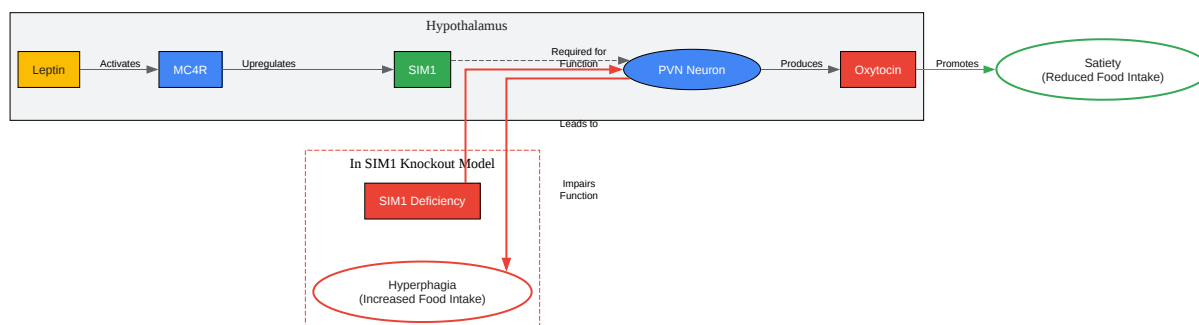 Hypothalamus
Leptin
Activates
MC4R
Upregulates
SIM1
Required for
Function
PVN Neuron
Produces
Oxytocin
Promotes
Satiety
(Reduced Food Intake)
Leads to
In SIM1 Knockout Model
SIM1 Deficiency
Impairs
Function
Hyperphagia
(Increased Food Intake)